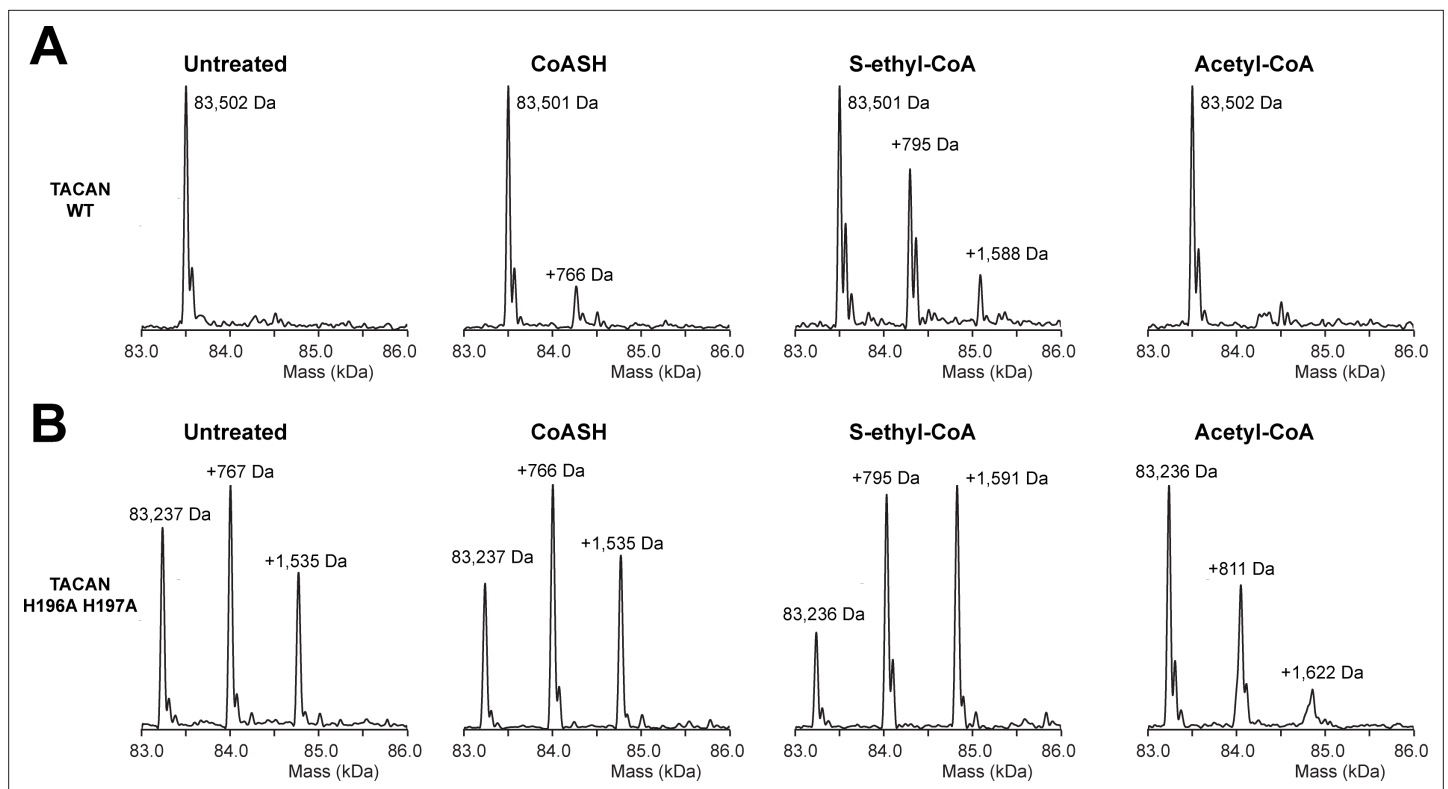 A
Untreated
CoASH
S-ethyl-CoA
Acetyl-CoA
TACAN
WT
83,502 Da
83,501 Da
+766 Da
83,501 Da
+795 Da
+1,588 Da
83,502 Da
83.0 84.0 85.0 86.0
Mass (kDa)
83.0 84.0 85.0 86.0
Mass (kDa)
83.0 84.0 85.0 86.0
Mass (kDa)
83.0 84.0 85.0 86.0
Mass (kDa)
B
Untreated
CoASH
S-ethyl-CoA
Acetyl-CoA
TACAN
H196A H197A
83,237 Da
+767 Da
+1,535 Da
83,237 Da
+766 Da
+1,535 Da
83,236 Da
+795 Da
+1,591 Da
83,236 Da
+811 Da
+1,622 Da
83.0 84.0 85.0 86.0
Mass (kDa)
83.0 84.0 85.0 86.0
Mass (kDa)
83.0 84.0 85.0 86.0
Mass (kDa)
83.0 84.0 85.0 86.0
Mass (kDa)